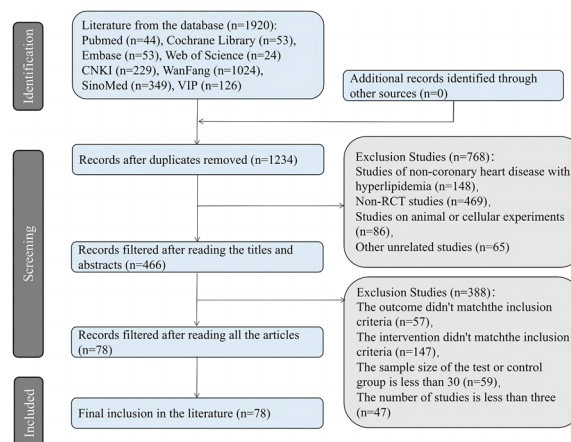 Identification
Literature from the database (n=1920):
Pubmed (n=44), Cochrane Library (n=53),
Embase (n=53), Web of Science (n=24)
CNKI (n=229), WanFang (n=1024),
SinoMed (n=349), VIP (n=126)
Additional records identified through
other sources (n=0)
Screening
Records after duplicates removed (n=1234)
Exclusion Studies (n=768):
Studies of non-coronary heart disease with
hyperlipidemia (n=148),
Non-RCT studies (n=469),
Studies on animal or cellular experiments
(n=86),
Other unrelated studies (n=65)
Records filtered after reading the titles and
abstracts (n=466)
Exclusion Studies (n=388):
The outcome didn't matchthe inclusion
criteria (n=57),
The intervention didn't matchthe inclusion
criteria (n=147),
The sample size of the test or control
group is less than 30 (n=59),
The number of studies is less than three
(n=47)
Records filtered after reading all the articles
(n=78)
Included
Final inclusion in the literature (n=78)